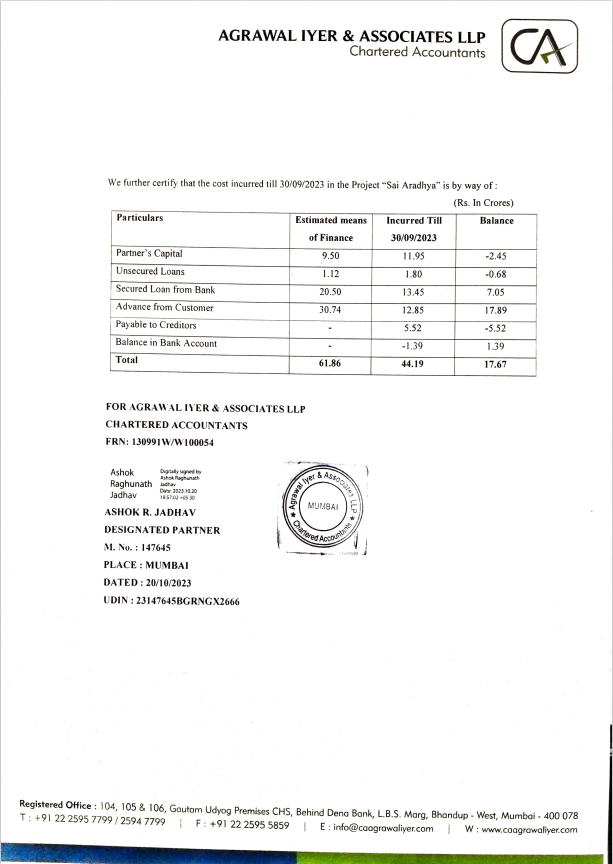 AGRAWAL IYER & ASSOCIATES LLP
Chartered Accountants
CA
We further certify that the cost incurred till 30/09/2023 in the Project “Sai Aradhya” is by way of :
(Rs. In Crores)
Particulars Estimated means of Finance Incurred Till 30/09/2023 Balance
Partner's Capital 9.50 11.95 -2.45
Unsecured Loans 1.12 1.80 -0.68
Secured Loan from Bank 20.50 13.45 7.05
Advance from Customer 30.74 12.85 17.89
Payable to Creditors - 5.52 -5.52
Balance in Bank Account - -1.39 1.39
Total 61.86 44.19 17.67
FOR AGRAWAL IYER & ASSOCIATES LLP
CHARTERED ACCOUNTANTS
FRN: 130991W/W100054
Ashok
Raghunath
Jadhav
Digitally signed by
Ashok Raghunath
Jadhav
Date: 2023.10.20
19:57:02 +05'30'
Agrawal Iyer & Associates LLP
MUMBAI
★ Chartered Accountants ★
ASHOK R. JADHAV
DESIGNATED PARTNER
M. No. : 147645
PLACE : MUMBAI
DATED : 20/10/2023
UDIN : 23147645BGRNGX2666
Registered Office : 104, 105 & 106, Gautam Udyog Premises CHS, Behind Dena Bank, L.B.S. Marg, Bhandup - West, Mumbai - 400 078
T : +91 22 2595 7799 / 2594 7799 | F : +91 22 2595 5859 | E : info@caagrawaliyer.com | W : www.caagrawaliyer.com